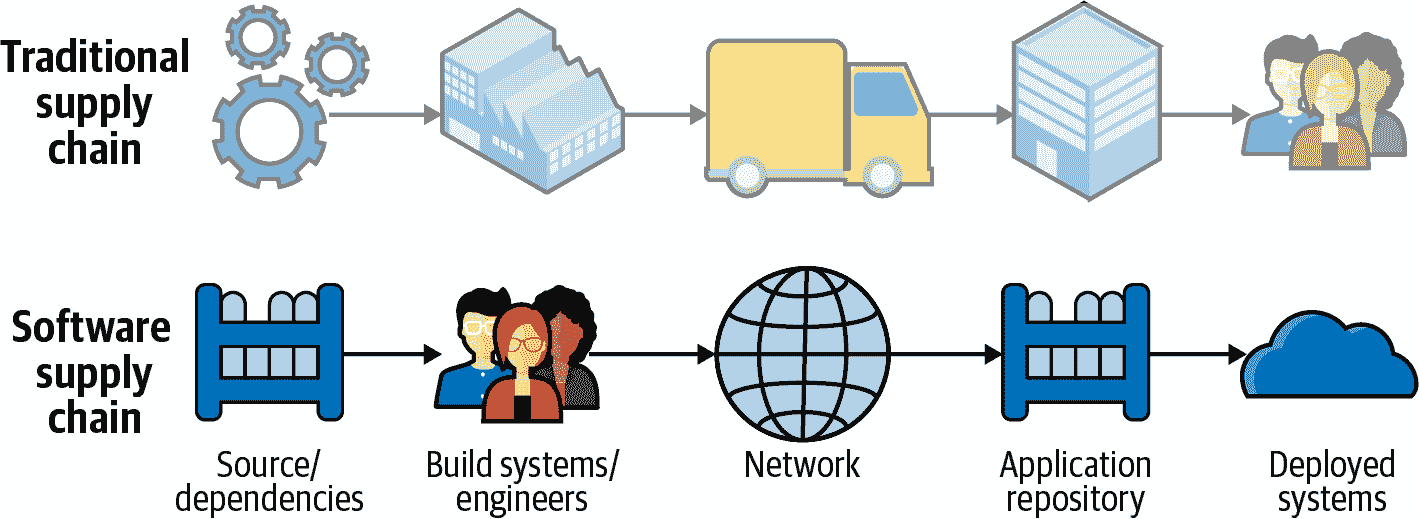 Traditional
supply
chain
Software
supply
chain
Source/
dependencies
Build systems/
engineers
Network
Application
repository
Deployed
systems